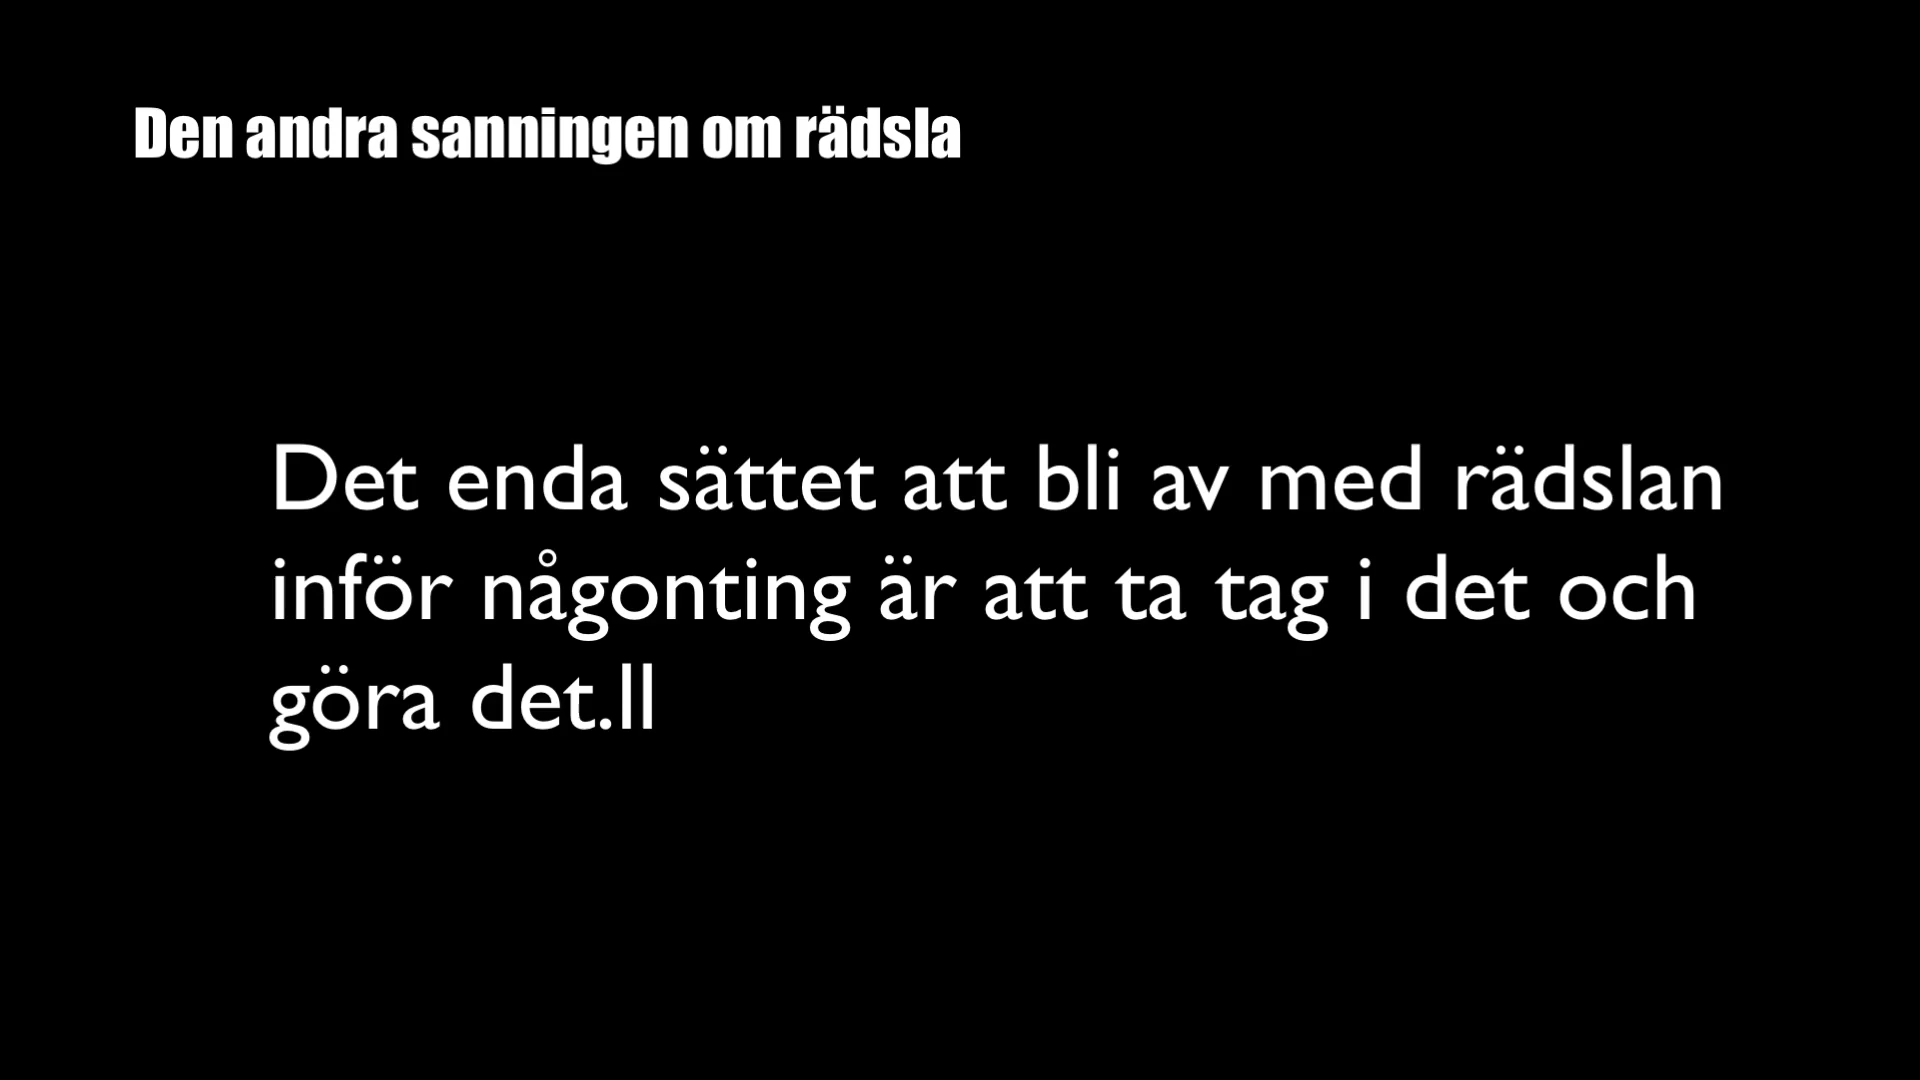 Den andra sanningen om rädsla
Det enda sättet att bli av med rädslan
inför någonting är att ta tag i det och
göra det.ll